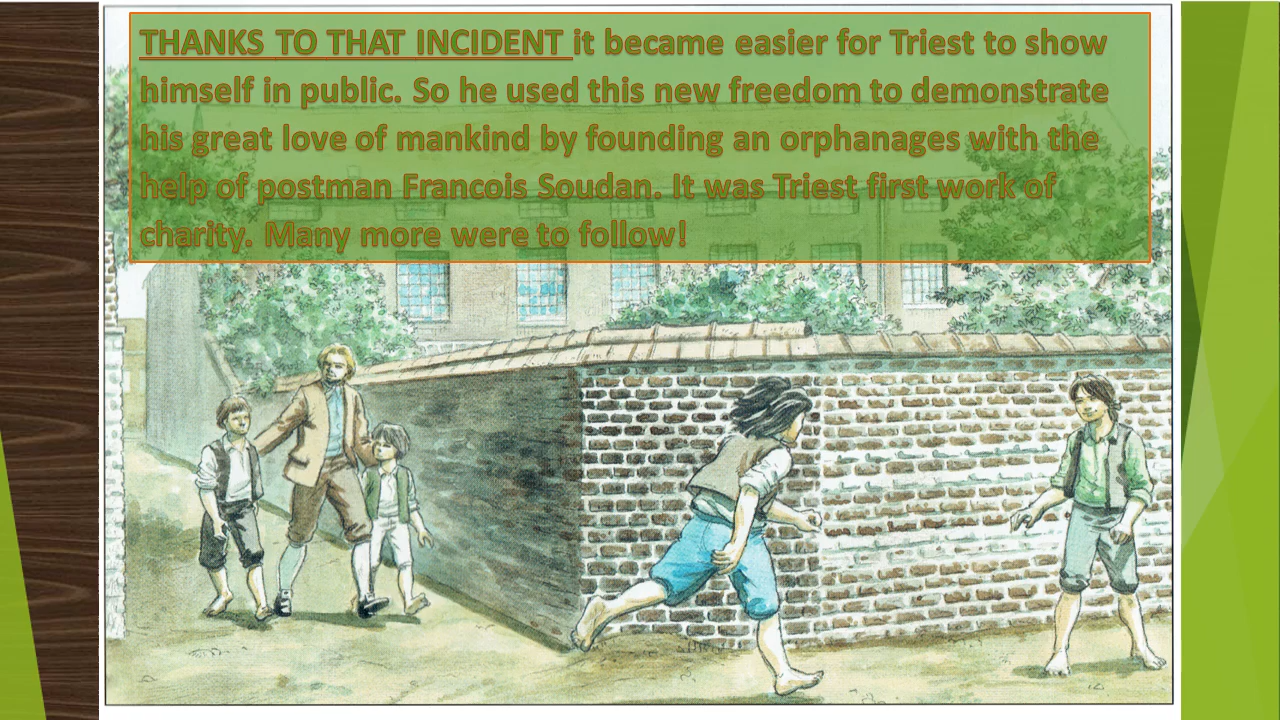 THANKS TO THAT INCIDENT it became easier for Triest to show
himself in public. So he used this new freedom to demonstrate
his great love of mankind by founding an orphanages with the
help of postman Francois Soudan. It was Triest first work of
charity. Many more were to follow!